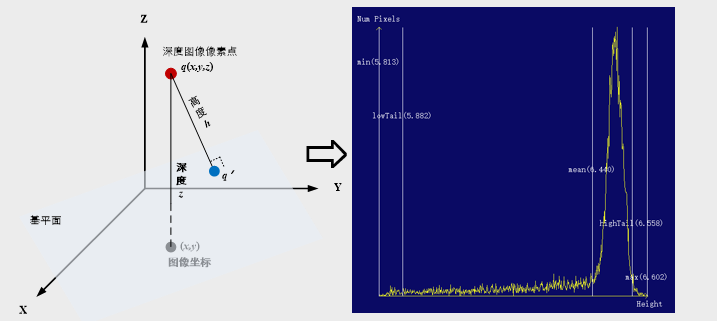 Z
深度图像像素点
q(x,y,z)
高度 h
q′
深度 z
Y
基平面
(x,y)
图像坐标
X
Num Pixels
min(5.813)
lowTail(5.882)
mean(6.440)
highTail(6.558)
max(6.602)
Height